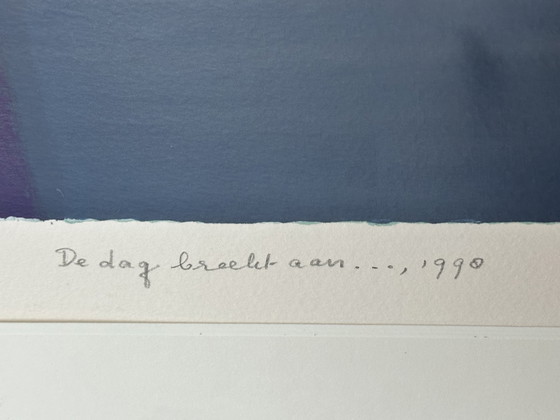 De dag breekt aan...., 1990